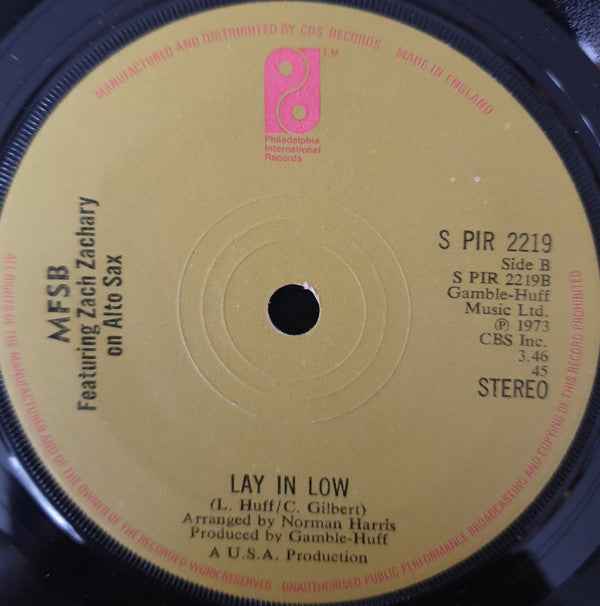 MANUFACTURED AND DISTRIBUTED BY CBS RECORDS MADE IN ENGLAND
T.M.
Philadelphia
International
Records
MFSB
Featuring Zach Zachary
on Alto Sax
S PIR 2219
Side B
S PIR 2219B
Gamble-Huff
Music Ltd.
℗ 1973
CBS Inc.
3.46
45
STEREO
LAY IN LOW
(L. Huff/C. Gilbert)
Arranged by Norman Harris
Produced by Gamble-Huff
A U.S.A. Production
ALL RIGHTS OF THE MANUFACTURER AND OF THE OWNER OF THE RECORDED WORK RESERVED · UNAUTHORISED PUBLIC PERFORMANCE BROADCASTING AND COPYING OF THIS RECORD PROHIBITED